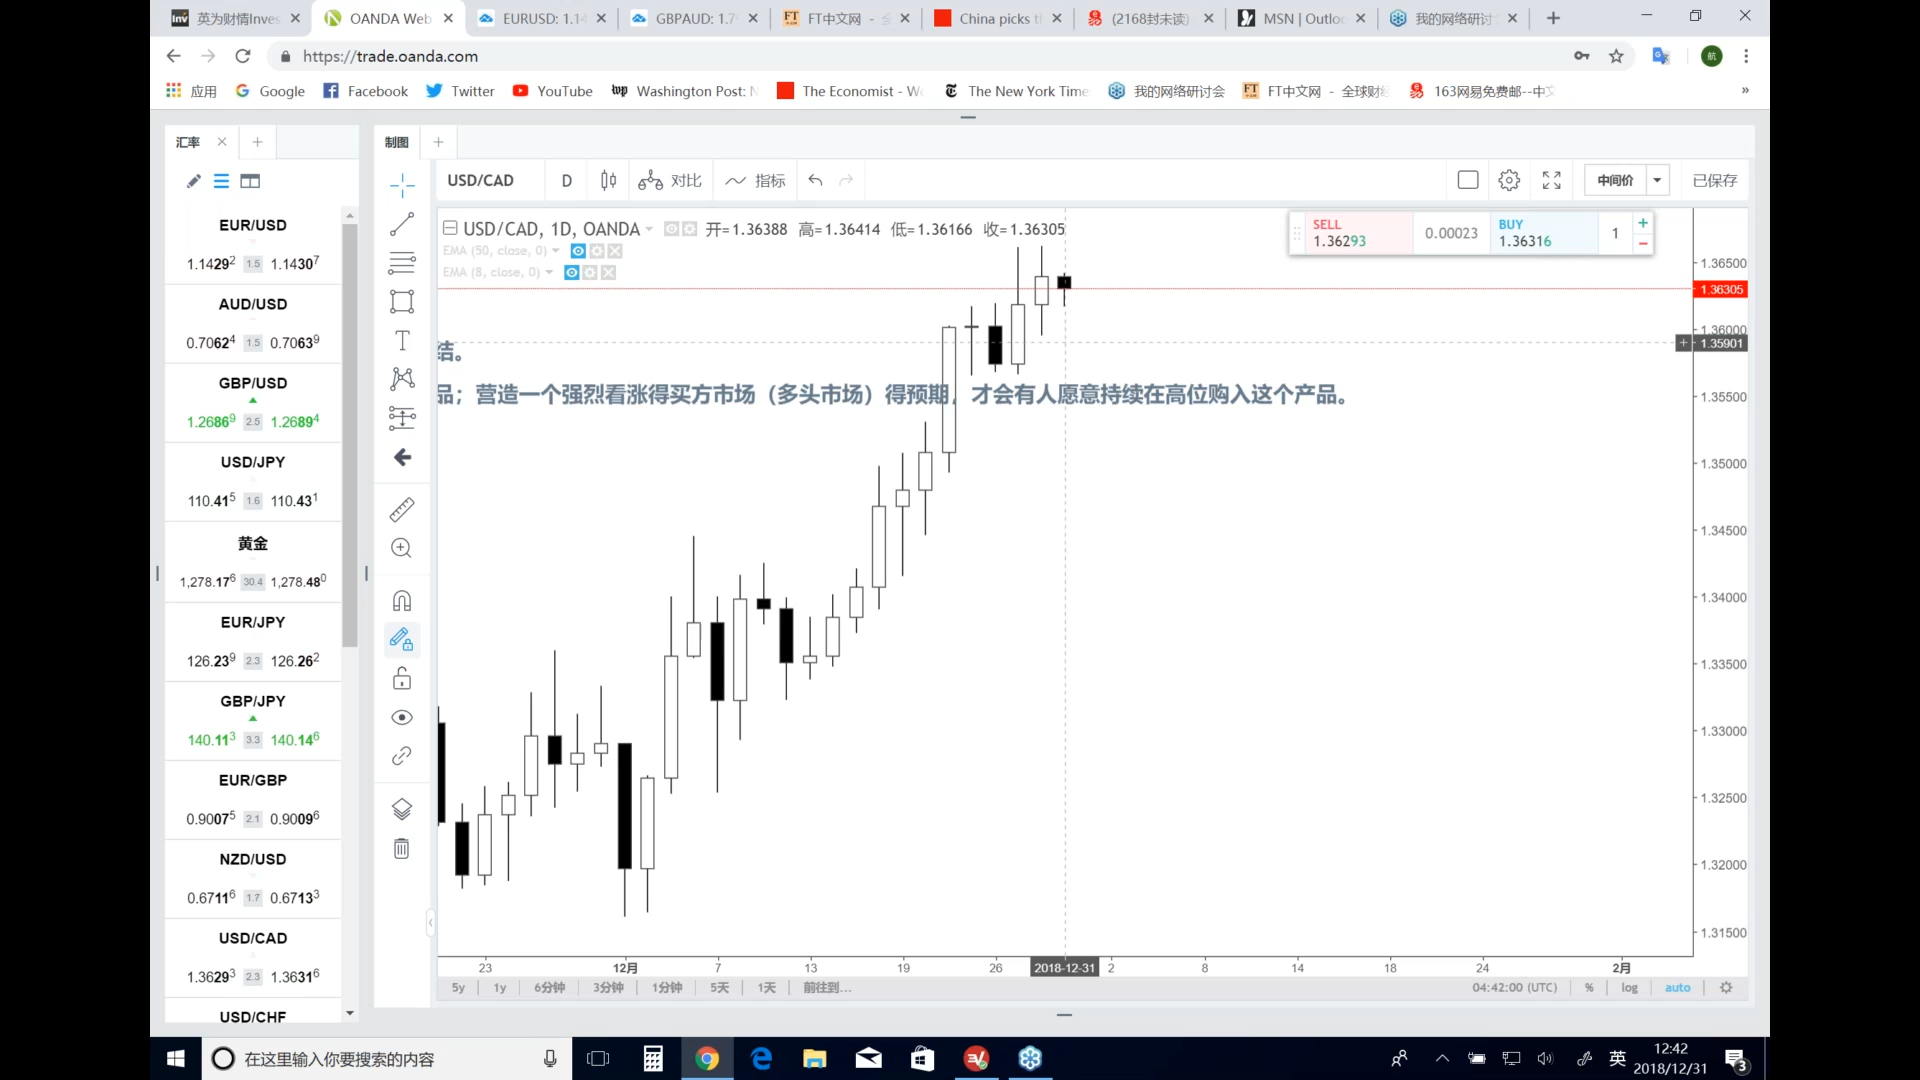 英为财情Inves
OANDA Web
EURUSD: 1.14
GBPAUD: 1.7
FT中文网 - 全
China picks th
(2168封未读)
MSN | Outloo
我的网络研讨
https://trade.oanda.com
应用
Google
Facebook
Twitter
YouTube
Washington Post: N
The Economist - W
The New York Time
我的网络研讨会
FT中文网 - 全球财经
163网易免费邮--中文
汇率
制图
USD/CAD
D
对比
指标
中间价
已保存
USD/CAD, 1D, OANDA
开=1.36388 高=1.36414 低=1.36166 收=1.36305
EMA (50, close, 0)
EMA (8, close, 0)
SELL
1.36293
0.00023
BUY
1.36316
1
结。
品；营造一个强烈看涨得买方市场（多头市场）得预期，才会有人愿意持续在高位购入这个产品。
EUR/USD
1.14292 1.5 1.14307
AUD/USD
0.70624 1.5 0.70639
GBP/USD
1.26869 2.5 1.26894
USD/JPY
110.415 1.6 110.431
黄金
1,278.176 30.4 1,278.480
EUR/JPY
126.239 2.3 126.262
GBP/JPY
140.113 3.3 140.146
EUR/GBP
0.90075 2.1 0.90096
NZD/USD
0.67116 1.7 0.67133
USD/CAD
1.36293 2.3 1.36316
USD/CHF
1.36500
1.36305
1.36000
1.35901
1.35500
1.35000
1.34500
1.34000
1.33500
1.33000
1.32500
1.32000
1.31500
23 12月 7 13 19 26 2018-12-31 2 8 14 18 24 2月
5y 1y 6分钟 3分钟 1分钟 5天 1天 前往到...
04:42:00 (UTC) % log auto
在这里输入你要搜索的内容
英
12:42
2018/12/31
3